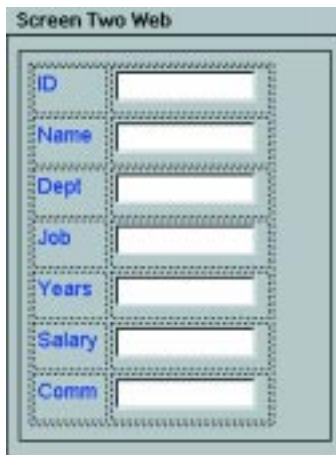 Screen Two Web
ID
Name
Dept
Job
Years
Salary
Comm